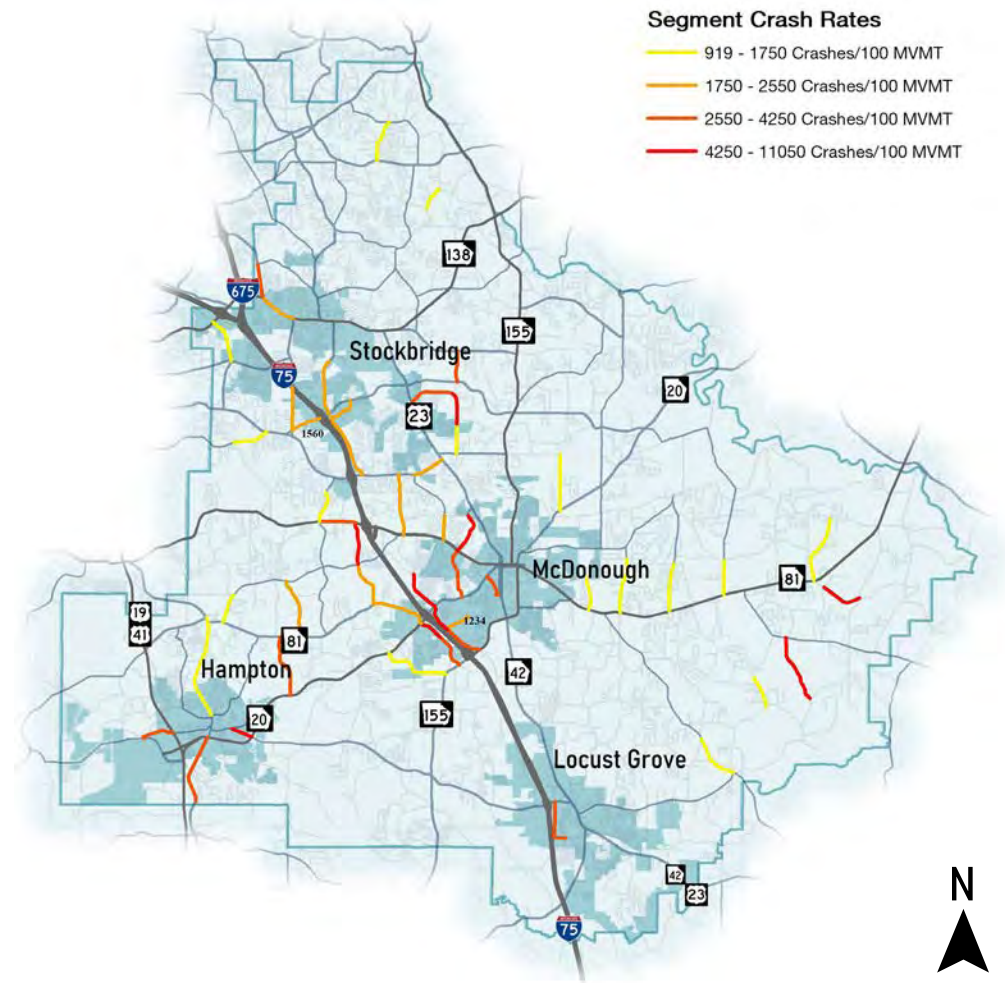 Segment Crash Rates
919 - 1750 Crashes/100 MVMT
1750 - 2550 Crashes/100 MVMT
2550 - 4250 Crashes/100 MVMT
4250 - 11050 Crashes/100 MVMT
138
675
155
Stockbridge
75
20
23
1560
McDonough
81
19
41
1234
81
Hampton
42
20
155
Locust Grove
42
23
N
75